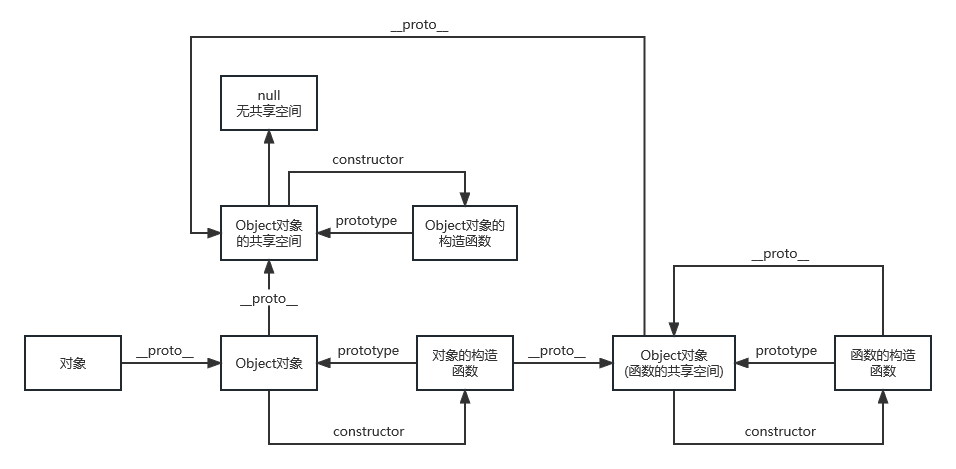 __proto__
null
无共享空间
constructor
Object对象
的共享空间
prototype
Object对象的
构造函数
__proto__
__proto__
对象
__proto__
Object对象
prototype
对象的构造
函数
__proto__
Object对象
(函数的共享空间)
prototype
函数的构造
函数
constructor
constructor